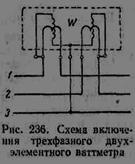 W
1
2
3
Рис. 236. Схема включе-
ния трехфазного двух-
элементного ваттметра